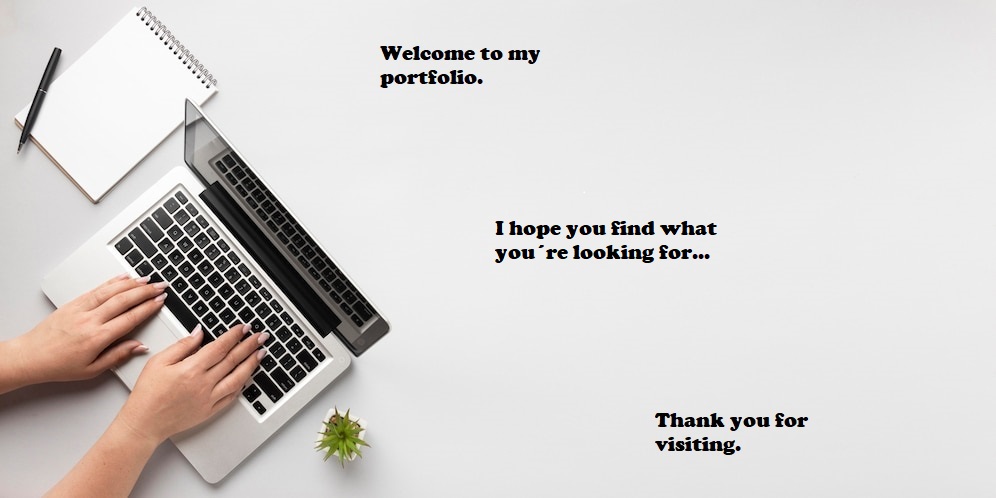 Welcome to my
portfolio.
I hope you find what
you´re looking for...
Thank you for
visiting.